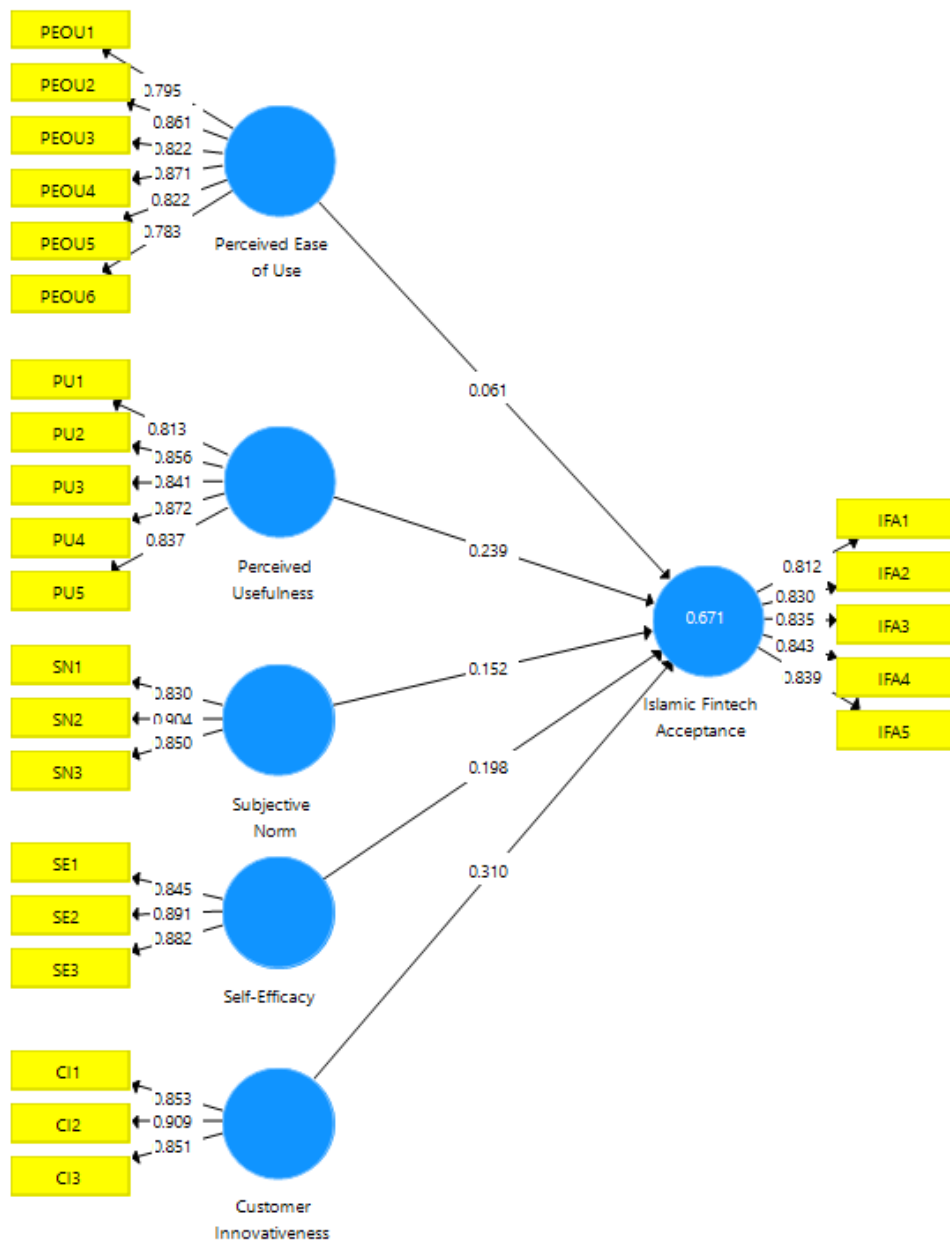 PEOU1
PEOU2
PEOU3
PEOU4
PEOU5
PEOU6
0.795
0.861
0.822
0.871
0.822
0.783
Perceived Ease
of Use
0.061
PU1
PU2
PU3
PU4
PU5
0.813
0.856
0.841
0.872
0.837
Perceived
Usefulness
0.239
SN1
SN2
SN3
0.830
0.904
0.850
Subjective
Norm
0.152
SE1
SE2
SE3
0.845
0.891
0.882
Self-Efficacy
0.198
CI1
CI2
CI3
0.853
0.909
0.851
Customer
Innovativeness
0.310
0.671
Islamic Fintech
Acceptance
0.812
0.830
0.835
0.843
0.839
IFA1
IFA2
IFA3
IFA4
IFA5